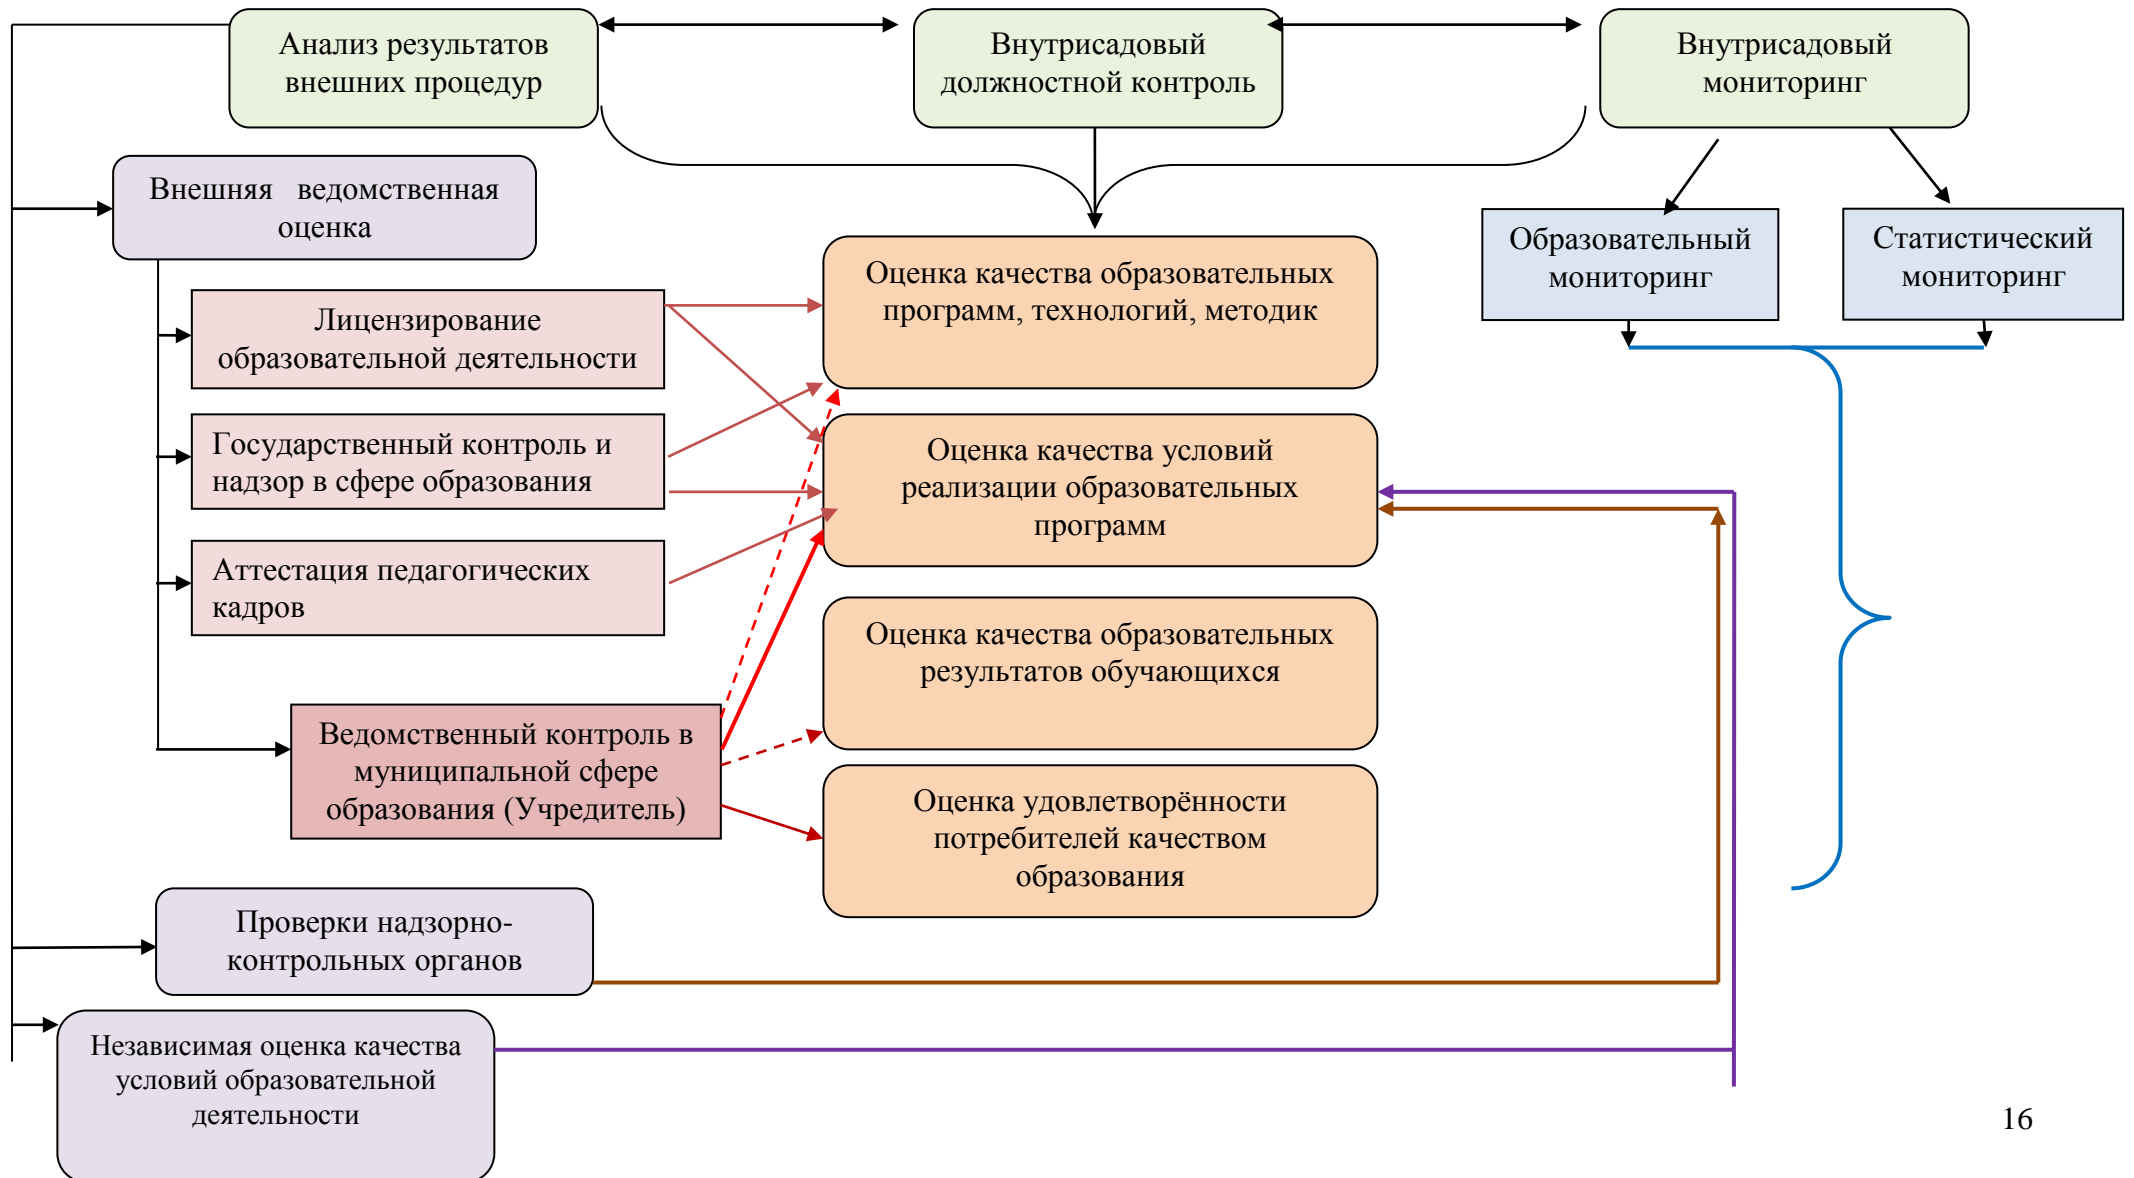 Анализ результатов
внешних процедур
Внутрисадовый
должностной контроль
Внутрисадовый
мониторинг
Внешняя ведомственная
оценка
Образовательный
мониторинг
Статистический
мониторинг
Оценка качества образовательных
программ, технологий, методик
Лицензирование
образовательной деятельности
Государственный контроль и
надзор в сфере образования
Оценка качества условий
реализации образовательных
программ
Аттестация педагогических
кадров
Оценка качества образовательных
результатов обучающихся
Ведомственный контроль в
муниципальной сфере
образования (Учредитель)
Оценка удовлетворённости
потребителей качеством
образования
Проверки надзорно-
контрольных органов
Независимая оценка качества
условий образовательной
деятельности
16